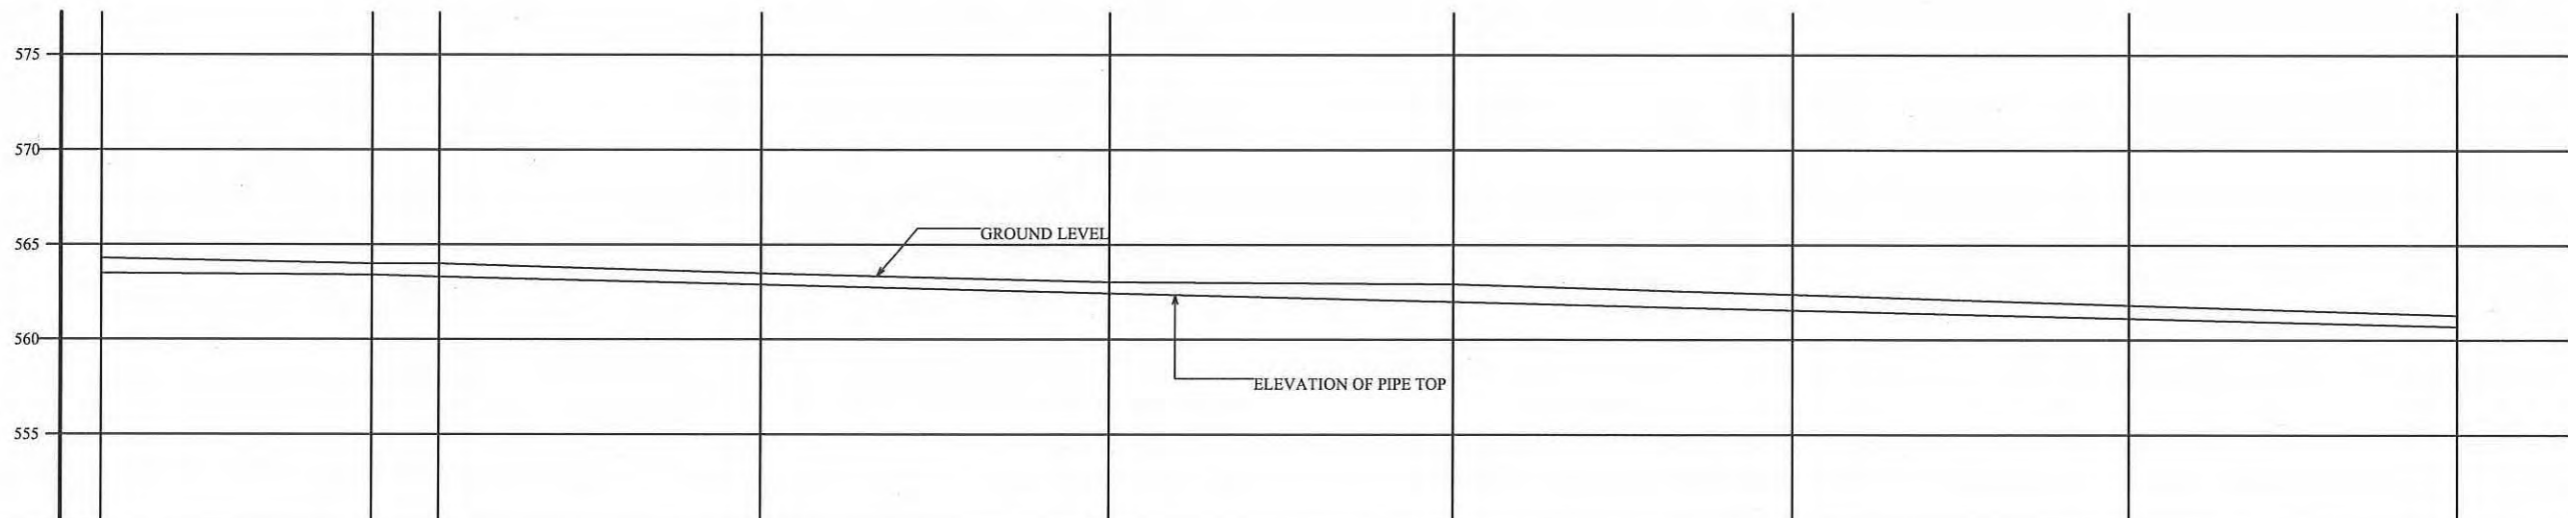 575
570
565
GROUND LEVEL
560
ELEVATION OF PIPE TOP
555